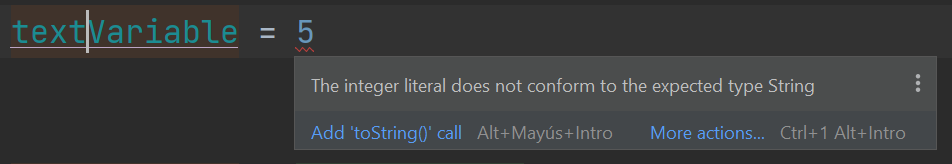 textVariable = 5
The integer literal does not conform to the expected type String
Add 'toString()' call Alt+Mayús+Intro More actions... Ctrl+1 Alt+Intro